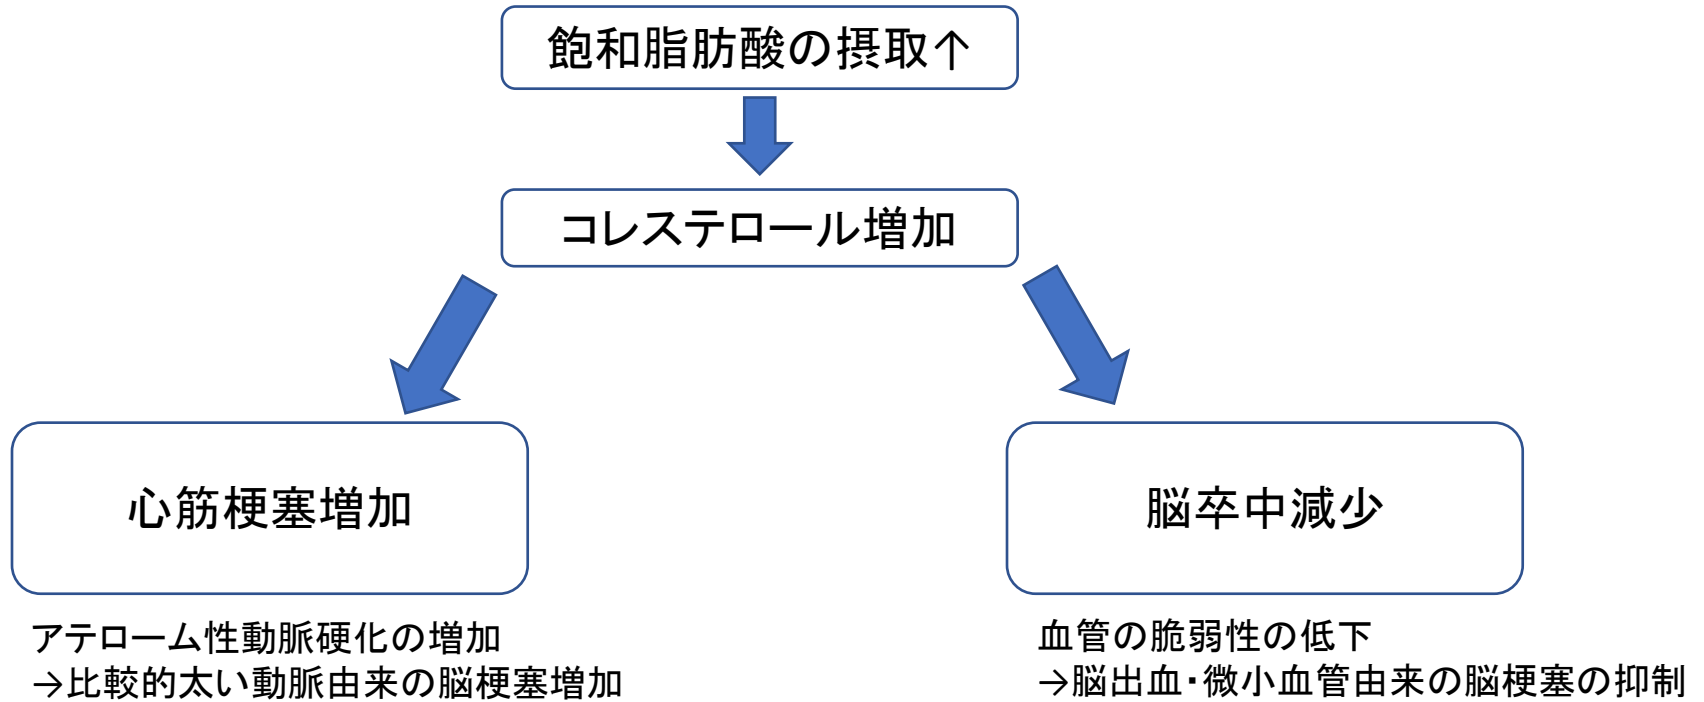 飽和脂肪酸の摂取↑
コレステロール増加
心筋梗塞増加
脳卒中減少
アテローム性動脈硬化の増加
→比較的太い動脈由来の脳梗塞増加
血管の脆弱性の低下
→脳出血・微小血管由来の脳梗塞の抑制